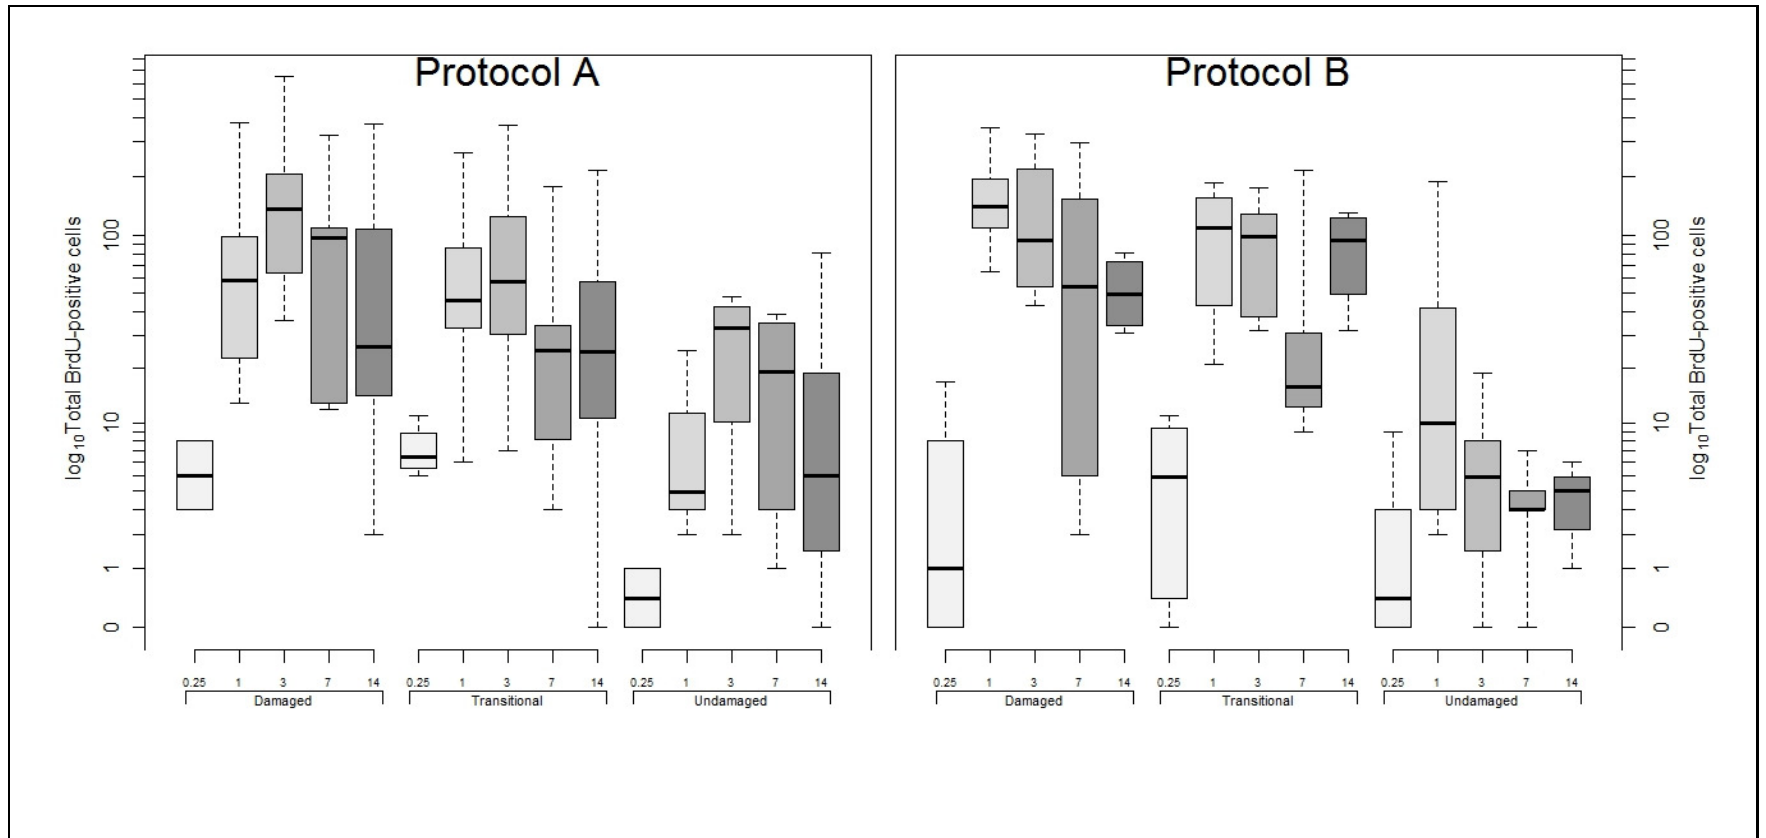 Protocol A
Protocol B
log10Total BrdU-positive cells
100
10
1
0
100
10
1
0
log10Total BrdU-positive cells
0.25 1 3 7 14 0.25 1 3 7 14 0.25 1 3 7 14
Damaged Transitional Undamaged
0.25 1 3 7 14 0.25 1 3 7 14 0.25 1 3 7 14
Damaged Transitional Undamaged